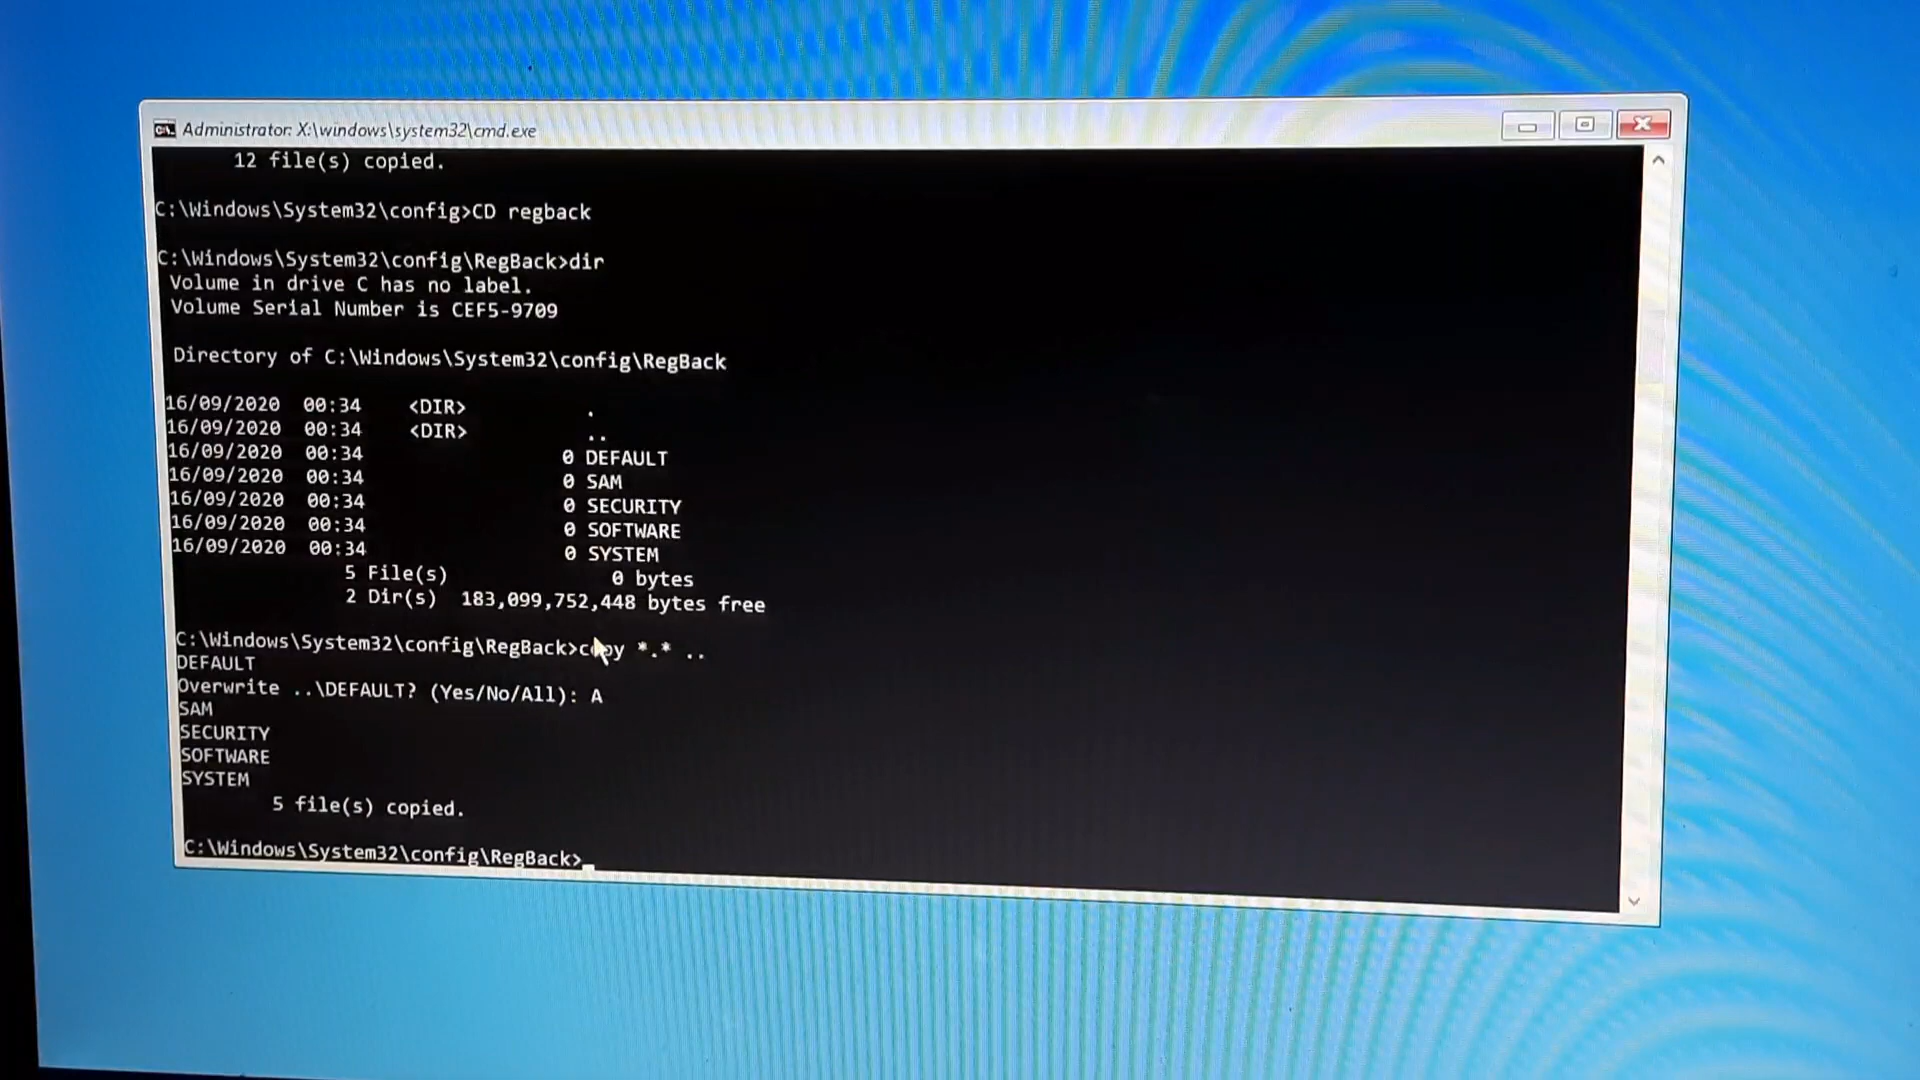 Administrator: X:\windows\system32\cmd.exe
12 file(s) copied.
C:\Windows\System32\config>CD regback
C:\Windows\System32\config\RegBack>dir
Volume in drive C has no label.
Volume Serial Number is CEF5-9709
Directory of C:\Windows\System32\config\RegBack
16/09/2020 00:34 <DIR> .
16/09/2020 00:34 <DIR> ..
16/09/2020 00:34 0 DEFAULT
16/09/2020 00:34 0 SAM
16/09/2020 00:34 0 SECURITY
16/09/2020 00:34 0 SOFTWARE
16/09/2020 00:34 0 SYSTEM
5 File(s) 0 bytes
2 Dir(s) 183,099,752,448 bytes free
C:\Windows\System32\config\RegBack>copy *.* ..
DEFAULT
Overwrite ..\DEFAULT? (Yes/No/All): A
SAM
SECURITY
SOFTWARE
SYSTEM
5 file(s) copied.
C:\Windows\System32\config\RegBack>_